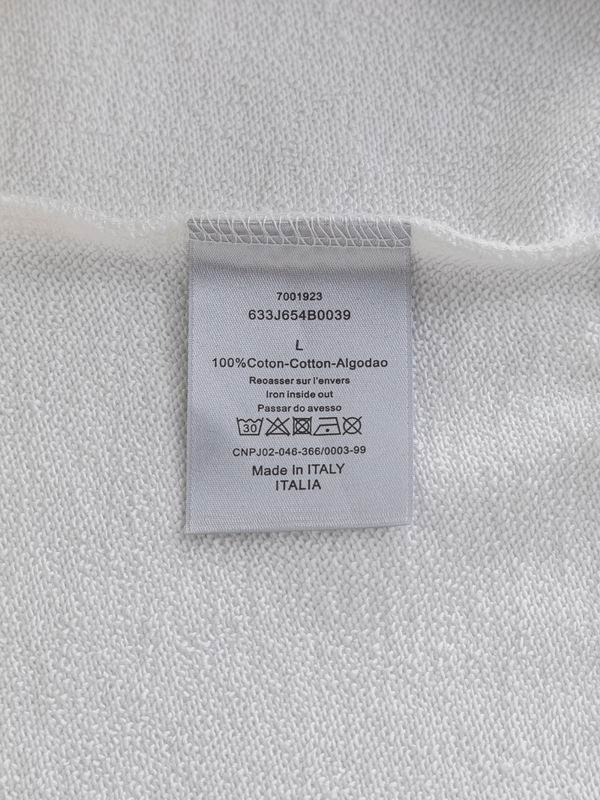 7001923
633J654B0039
L
100%Coton-Cotton-Algodao
Reoasser sur l'envers
Iron inside out
Passar do avesso
30
CNPJ02-046-366/0003-99
Made In ITALY
ITALIA